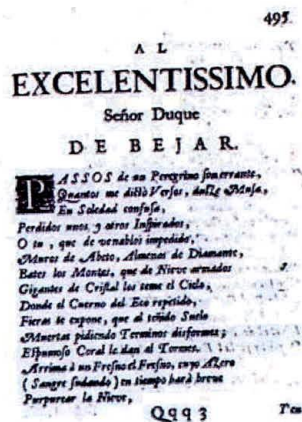 495.
AL
EXCELENTISSIMO.
Señor Duque
DE BEJAR.
PASSOS de un Peregrino son errante,
Quantos me dictò Versos, dulce Musa,
En Soledad confusa,
Perdidos unos, y otros Inspirados,
O tu, que de venablos impedido,
Muros de Abeto, Almenas de Diamante,
Bates los Montes, que de Nieve armados
Gigantes de Cristal los teme el Cielo,
Donde el Cuerno del Eco repetido,
Fieras te expone, que al teñido Suelo
Muertas pidiendo Terminos disformes;
Espumoso Coral le dan al Tormes,
Arrima à un Fresno el Fresno, cuyo Azero
(Sangre sudando) en tiempo harà breve
Purpurear la Nieve,
Qqq 3